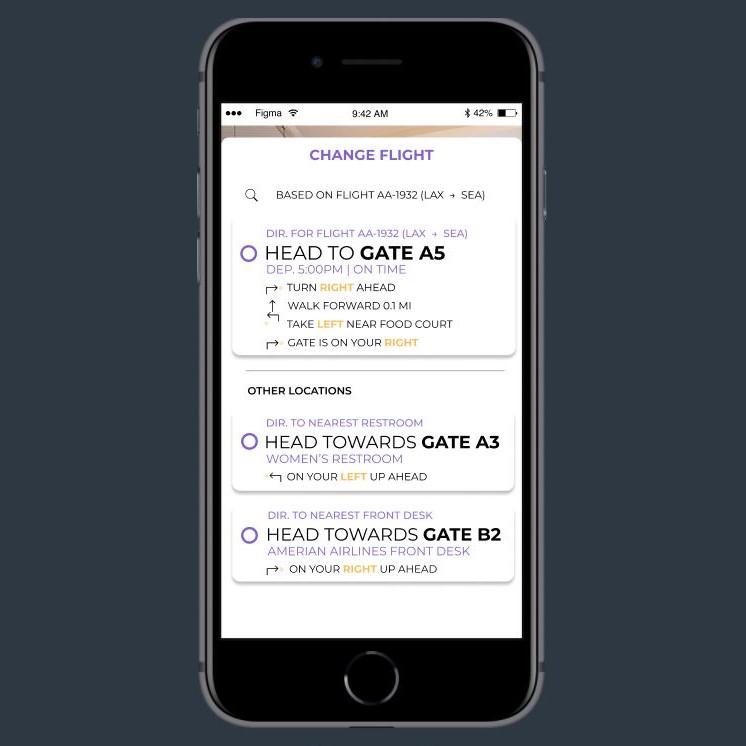 Figma 9:42 AM 42%
CHANGE FLIGHT
BASED ON FLIGHT AA-1932 (LAX → SEA)
DIR. FOR FLIGHT AA-1932 (LAX → SEA)
HEAD TO GATE A5
DEP. 5:00PM | ON TIME
TURN RIGHT AHEAD
WALK FORWARD 0.1 MI
TAKE LEFT NEAR FOOD COURT
GATE IS ON YOUR RIGHT
OTHER LOCATIONS
DIR. TO NEAREST RESTROOM
HEAD TOWARDS GATE A3
WOMEN'S RESTROOM
ON YOUR LEFT UP AHEAD
DIR. TO NEAREST FRONT DESK
HEAD TOWARDS GATE B2
AMERIAN AIRLINES FRONT DESK
ON YOUR RIGHT UP AHEAD